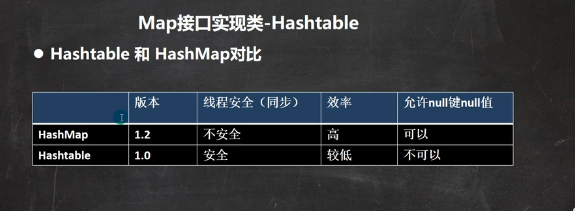 Map接口实现类-Hashtable
● Hashtable 和 HashMap对比
版本 线程安全（同步） 效率 允许null键null值
HashMap 1.2 不安全 高 可以
Hashtable 1.0 安全 较低 不可以